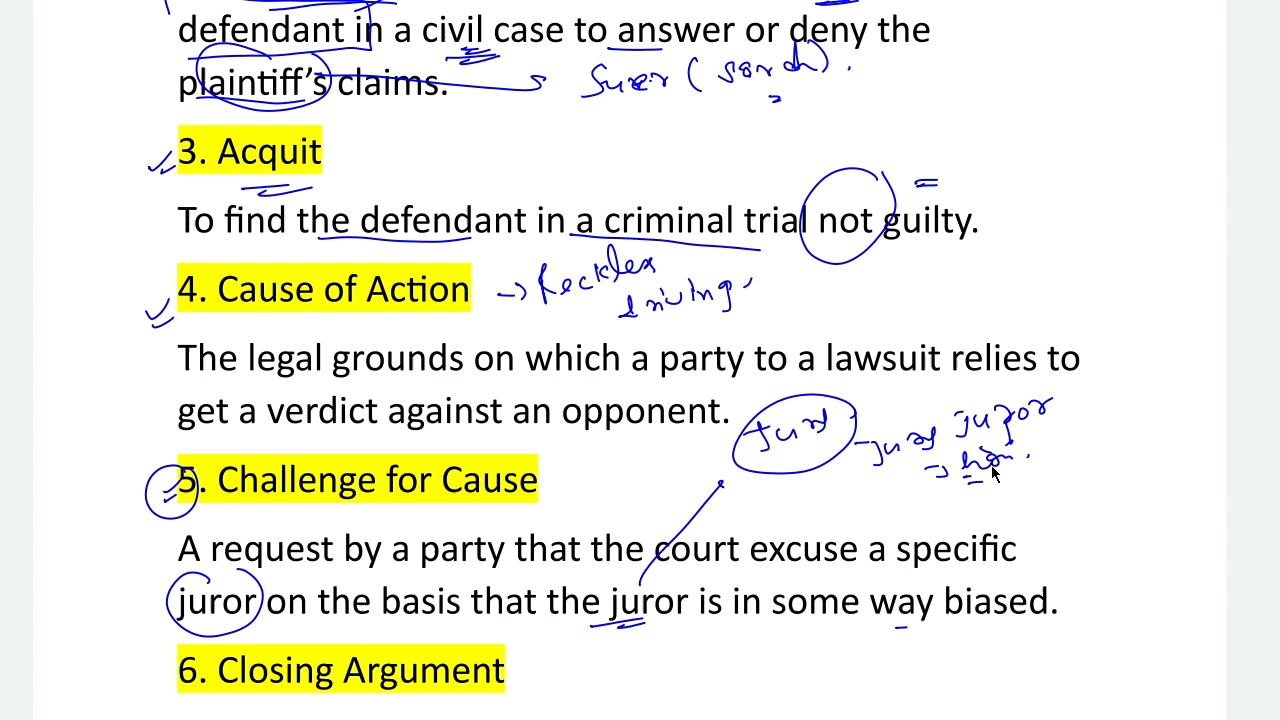 defendant in a civil case to answer or deny the
plaintiff's claims.
3. Acquit
To find the defendant in a criminal trial not guilty.
4. Cause of Action → Reckless driving
The legal grounds on which a party to a lawsuit relies to
get a verdict against an opponent.
jury
jury juror
5. Challenge for Cause
A request by a party that the court excuse a specific
juror on the basis that the juror is in some way biased.
6. Closing Argument